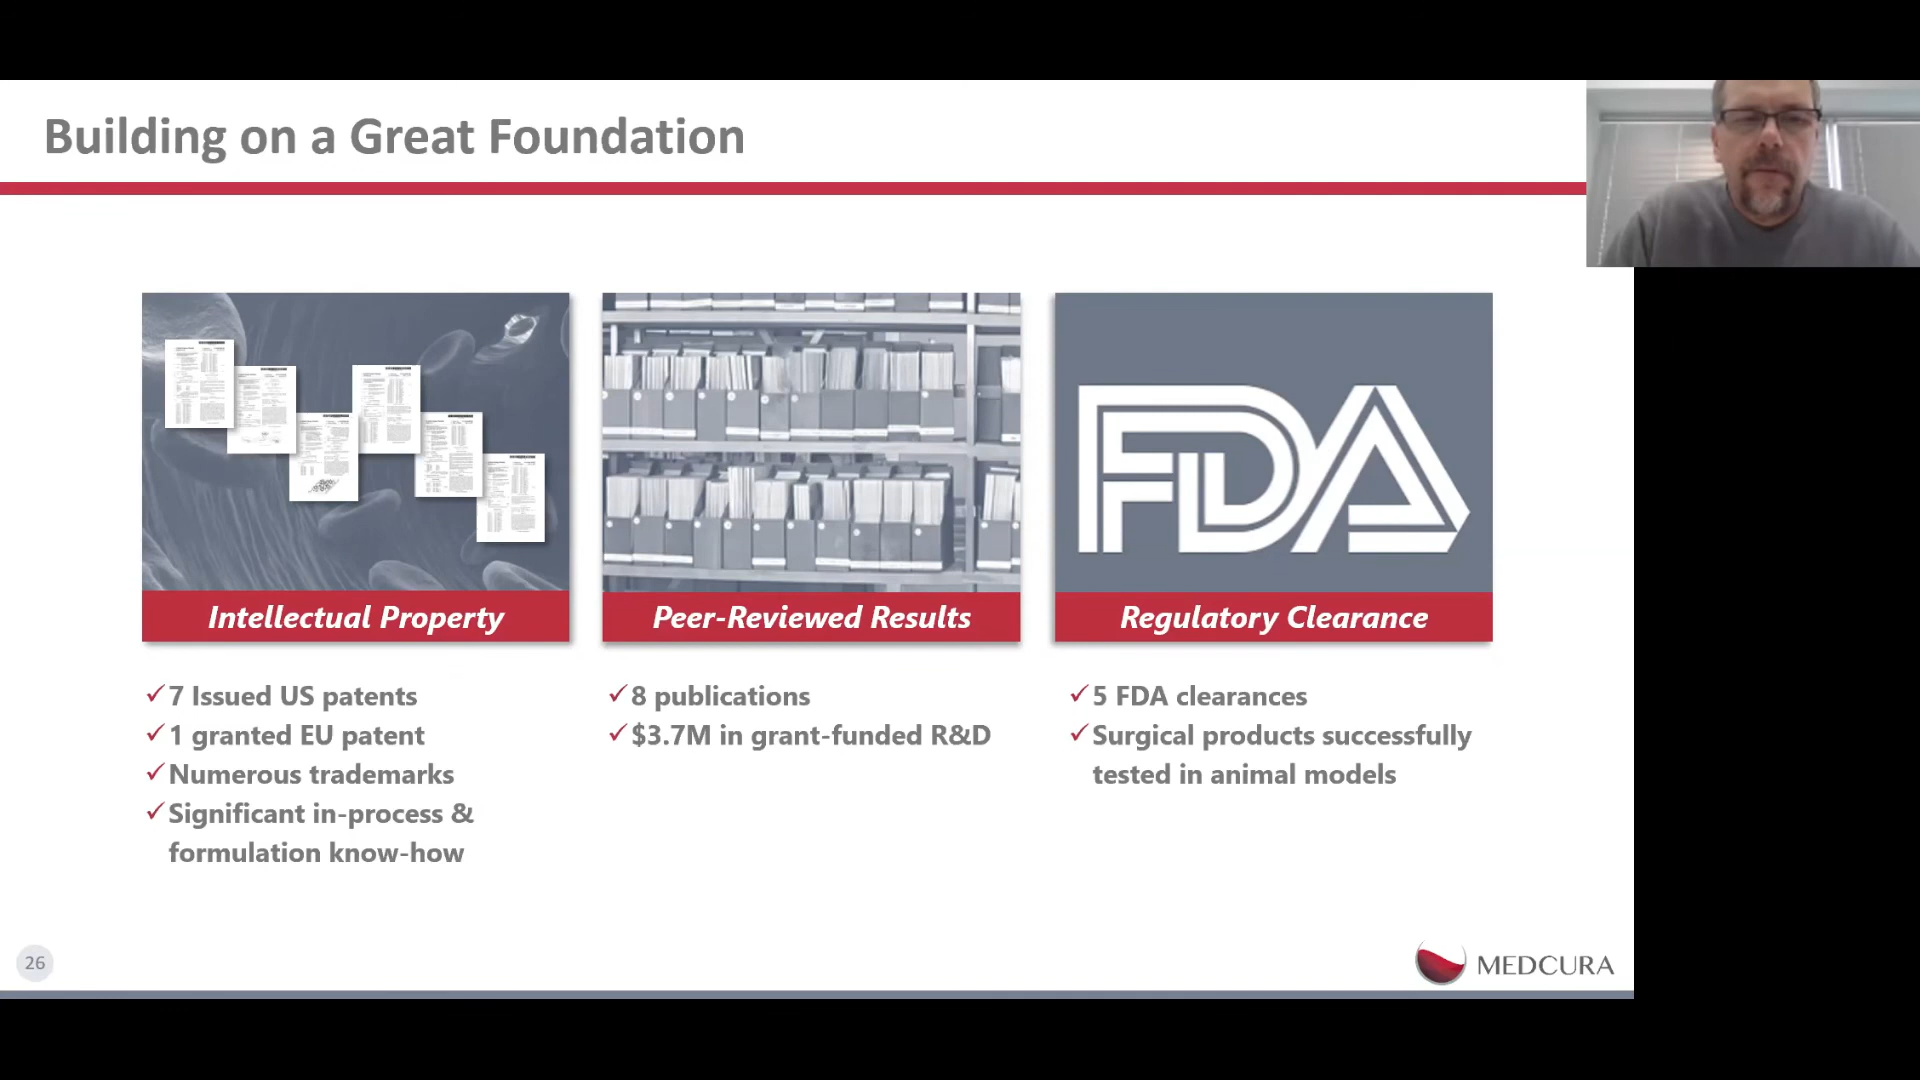 Building on a Great Foundation
FDA
Intellectual Property
Peer-Reviewed Results
Regulatory Clearance
✓7 Issued US patents
✓1 granted EU patent
✓Numerous trademarks
✓Significant in-process &
formulation know-how
✓8 publications
✓$3.7M in grant-funded R&D
✓5 FDA clearances
✓Surgical products successfully
tested in animal models
26
MEDCURA